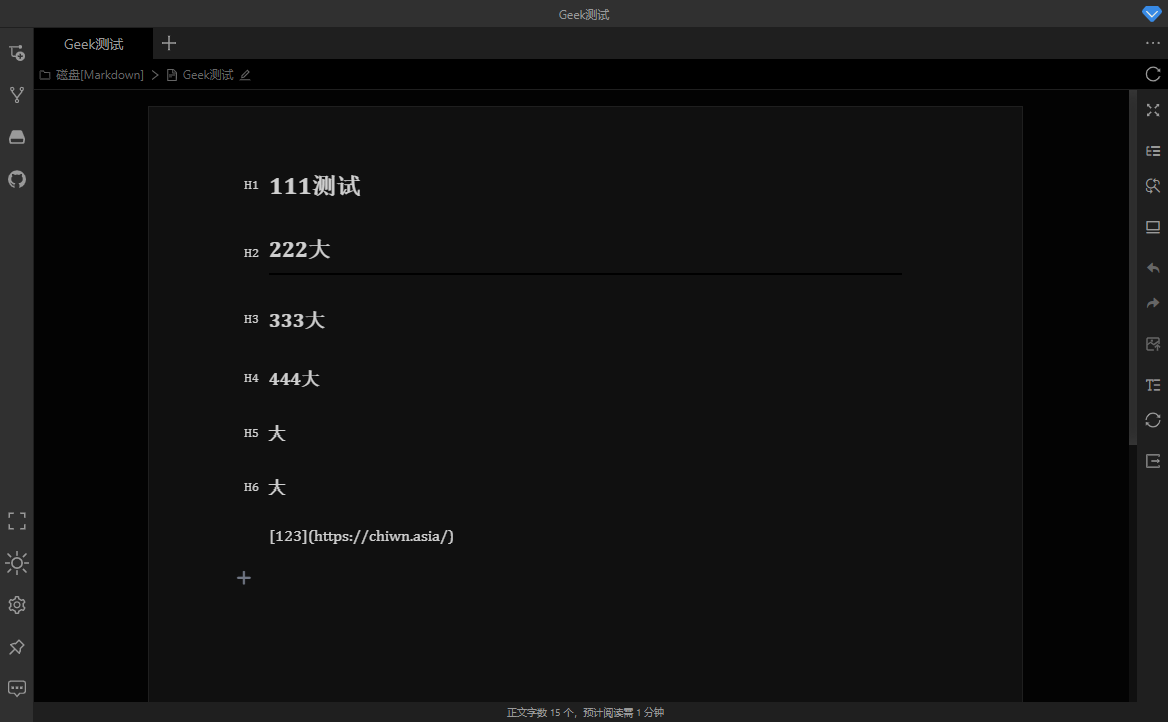 Geek测试
Geek测试
磁盘[Markdown] > Geek测试
H1 111测试
H2 222大
H3 333大
H4 444大
H5 大
H6 大
[123](https://chiwn.asia/)
正文字数 15 个，预计阅读需 1 分钟